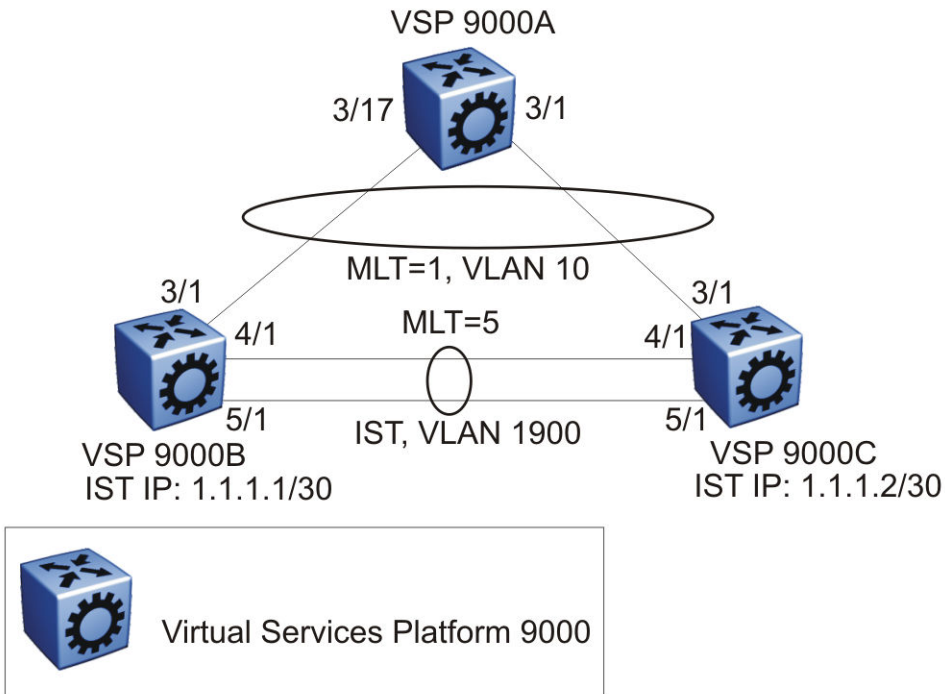 VSP 9000A
3/17
3/1
MLT=1, VLAN 10
3/1
3/1
MLT=5
4/1
4/1
5/1
5/1
IST, VLAN 1900
VSP 9000B
IST IP: 1.1.1.1/30
VSP 9000C
IST IP: 1.1.1.2/30
Virtual Services Platform 9000